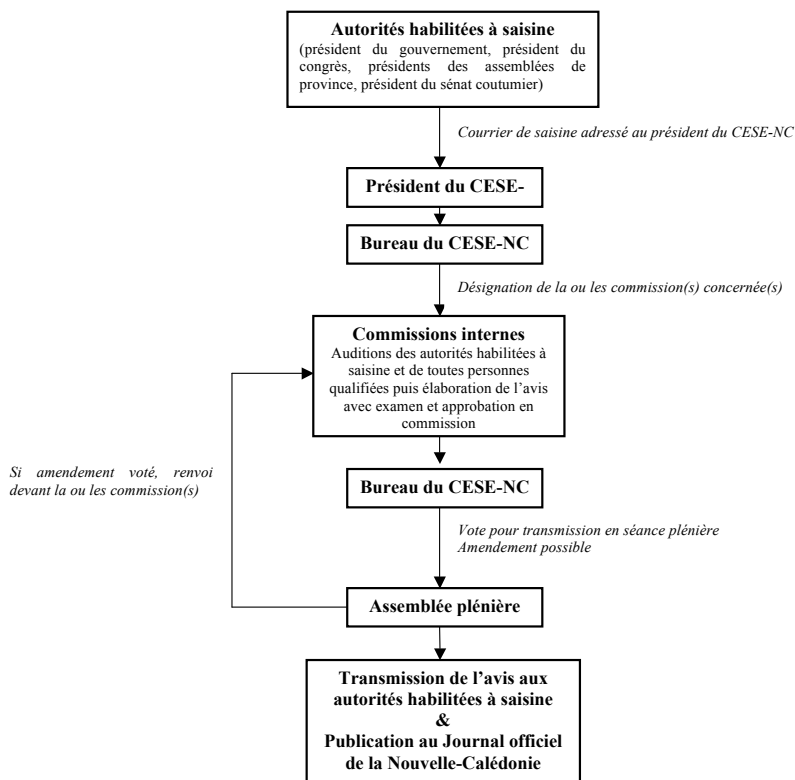 Autorités habilitées à saisine
(président du gouvernement, président du
congrès, présidents des assemblées de
province, président du sénat coutumier)
Courrier de saisine adressé au président du CESE-NC
Président du CESE-
Bureau du CESE-NC
Désignation de la ou les commission(s) concernée(s)
Commissions internes
Auditions des autorités habilitées à
saisine et de toutes personnes
qualifiées puis élaboration de l’avis
avec examen et approbation en
commission
Si amendement voté, renvoi
devant la ou les commission(s)
Bureau du CESE-NC
Vote pour transmission en séance plénière
Amendement possible
Assemblée plénière
Transmission de l’avis aux
autorités habilitées à saisine
&
Publication au Journal officiel
de la Nouvelle-Calédonie